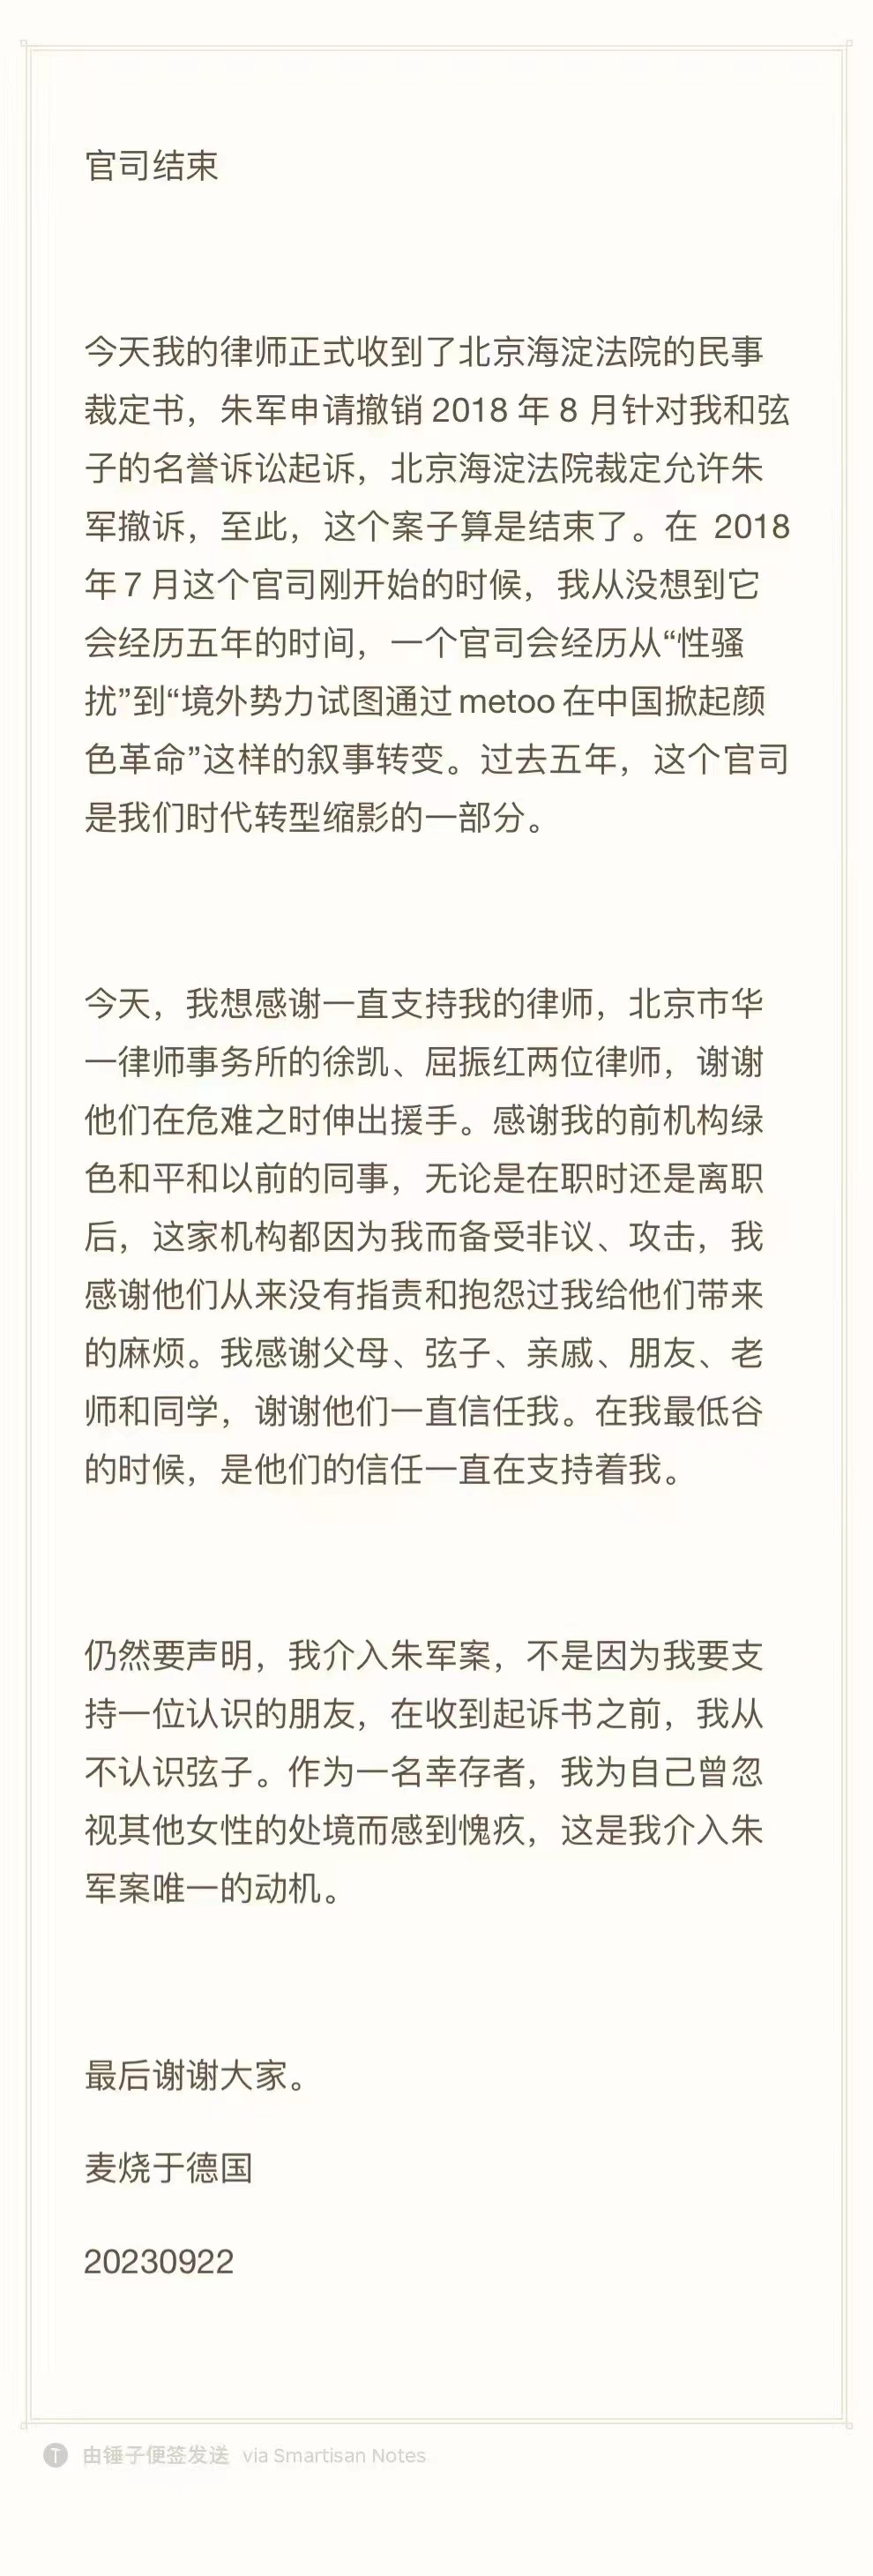 官司结束
今天我的律师正式收到了北京海淀法院的民事
裁定书，朱军申请撤销 2018 年 8 月针对我和弦
子的名誉诉讼起诉，北京海淀法院裁定允许朱
军撤诉，至此，这个案子算是结束了。在 2018
年 7 月这个官司刚开始的时候，我从没想到它
会经历五年的时间，一个官司会经历从“性骚
扰”到“境外势力试图通过 metoo 在中国掀起颜
色革命”这样的叙事转变。过去五年，这个官司
是我们时代转型缩影的一部分。
今天，我想感谢一直支持我的律师，北京市华
一律师事务所的徐凯、屈振红两位律师，谢谢
他们在危难之时伸出援手。感谢我的前机构绿
色和平和以前的同事，无论是在职时还是离职
后，这家机构都因为我而备受非议、攻击，我
感谢他们从来没有指责和抱怨过我给他们带来
的麻烦。我感谢父母、弦子、亲戚、朋友、老
师和同学，谢谢他们一直信任我。在我最低谷
的时候，是他们的信任一直在支持着我。
仍然要声明，我介入朱军案，不是因为我要支
持一位认识的朋友，在收到起诉书之前，我从
不认识弦子。作为一名幸存者，我为自己曾忽
视其他女性的处境而感到愧疚，这是我介入朱
军案唯一的动机。
最后谢谢大家。
麦烧于德国
20230922
T 由锤子便签发送 via Smartisan Notes